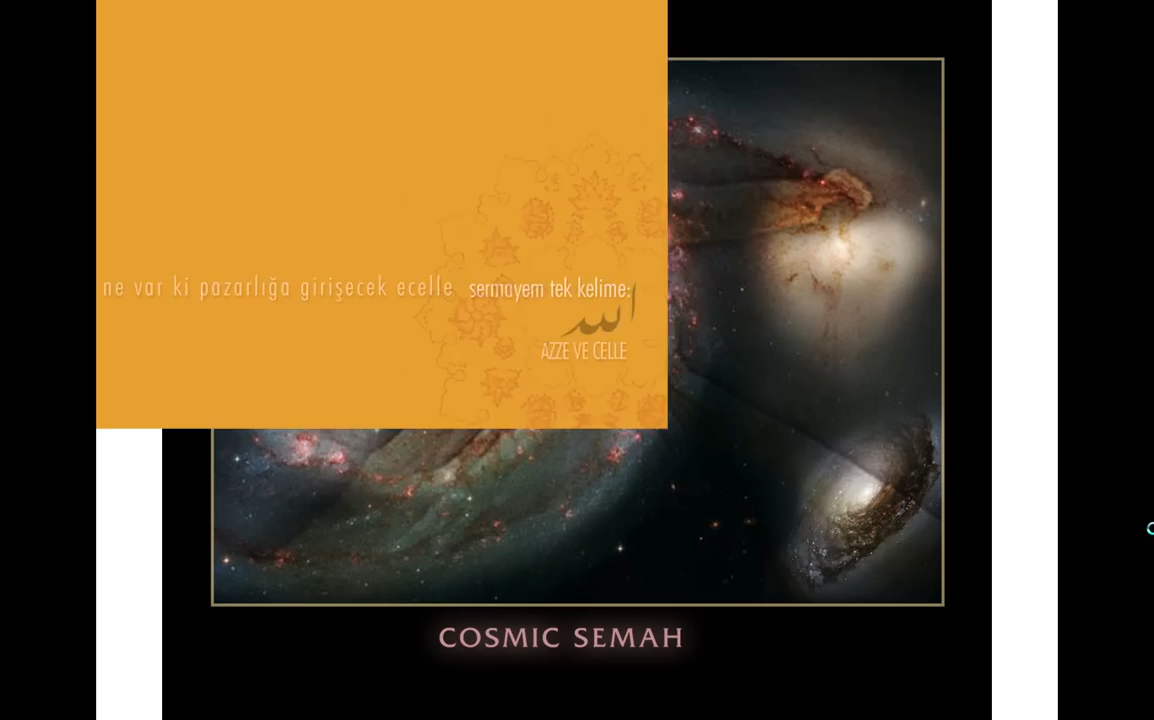 ne var ki pazarlığa girişecek ecelle sermayem tek kelime:
الله
AZZE VE CELLE
COSMIC SEMAH